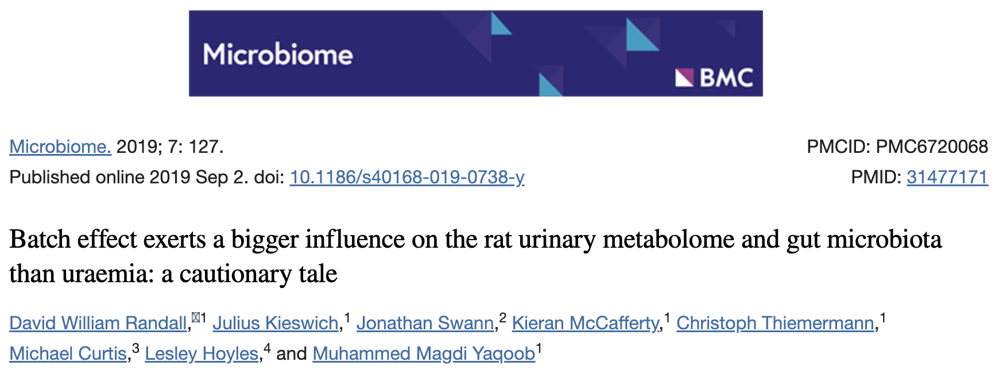 Microbiome
BMC
Microbiome. 2019; 7: 127.
PMCID: PMC6720068
Published online 2019 Sep 2. doi: 10.1186/s40168-019-0738-y
PMID: 31477171
Batch effect exerts a bigger influence on the rat urinary metabolome and gut microbiota
than uraemia: a cautionary tale
David William Randall,1 Julius Kieswich,1 Jonathan Swann,2 Kieran McCafferty,1 Christoph Thiemermann,1
Michael Curtis,3 Lesley Hoyles,4 and Muhammed Magdi Yaqoob1